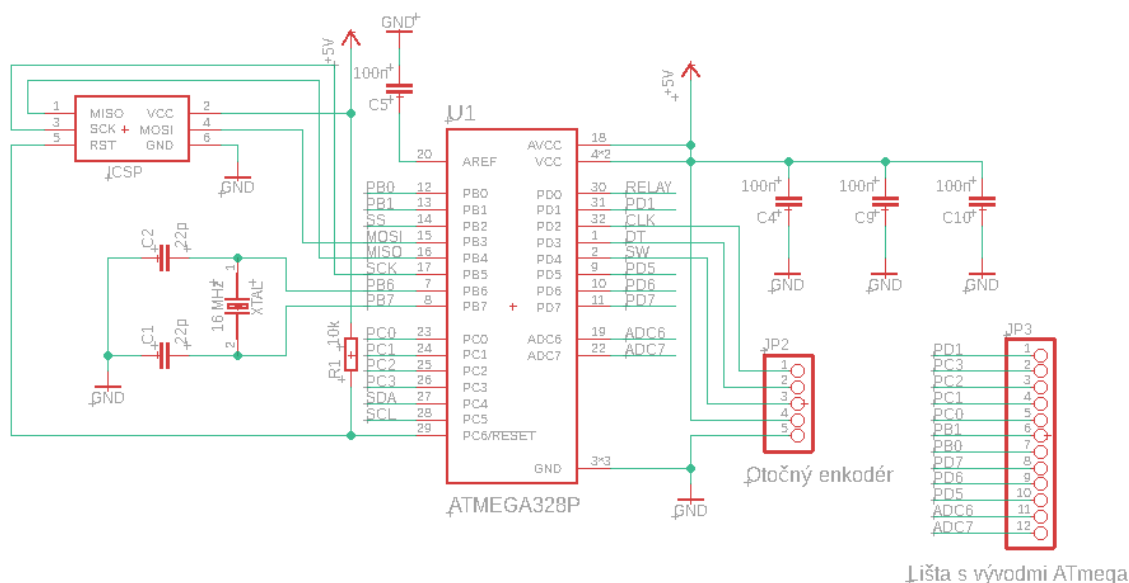 GND
+5V
100n
C5
1 MISO VCC 2
3 SCK MOSI 4
5 RST GND 6
ICSP
GND
C2
22p
1
16 MHz
XTAL
2
C1
22p
GND
10k
R1
U1
20 AREF
PB0 12 PB0
PB1 13 PB1
SS 14 PB2
MOSI 15 PB3
MISO 16 PB4
SCK 17 PB5
PB6 7 PB6
PB7 8 PB7
PC0 23 PC0
PC1 24 PC1
PC2 25 PC2
PC3 26 PC3
SDA 27 PC4
SCL 28 PC5
29 PC6/RESET
AVCC 18
VCC 4*2
PD0 30 RELAY
PD1 31 PD1
PD2 32 CLK
PD3 1 DT
PD4 2 SW
PD5 9 PD5
PD6 10 PD6
PD7 11 PD7
ADC6 19 ADC6
ADC7 22 ADC7
GND 3*3
ATMEGA328P
GND
+5V
100n
C4
GND
100n
C9
GND
100n
C10
GND
JP2
1
2
3
4
5
Otočný enkodér
JP3
PD1 1
PC3 2
PC2 3
PC1 4
PC0 5
PB1 6
PB0 7
PD7 8
PD6 9
PD5 10
ADC6 11
ADC7 12
Lišta s vývodmi ATmega